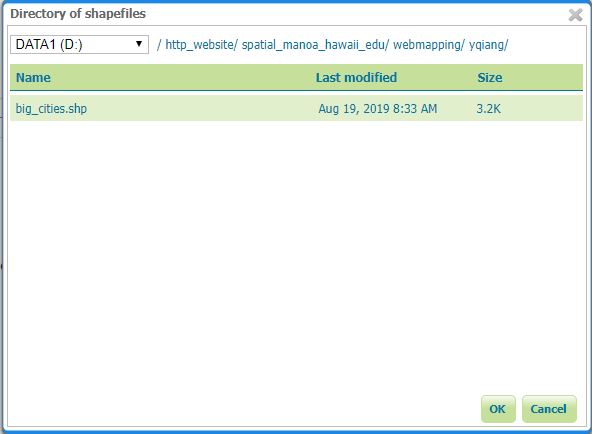 Directory of shapefiles
DATA1 (D:) / http_website/ spatial_manoa_hawaii_edu/ webmapping/ yqiang/
Name Last modified Size
big_cities.shp Aug 19, 2019 8:33 AM 3.2K
OK Cancel